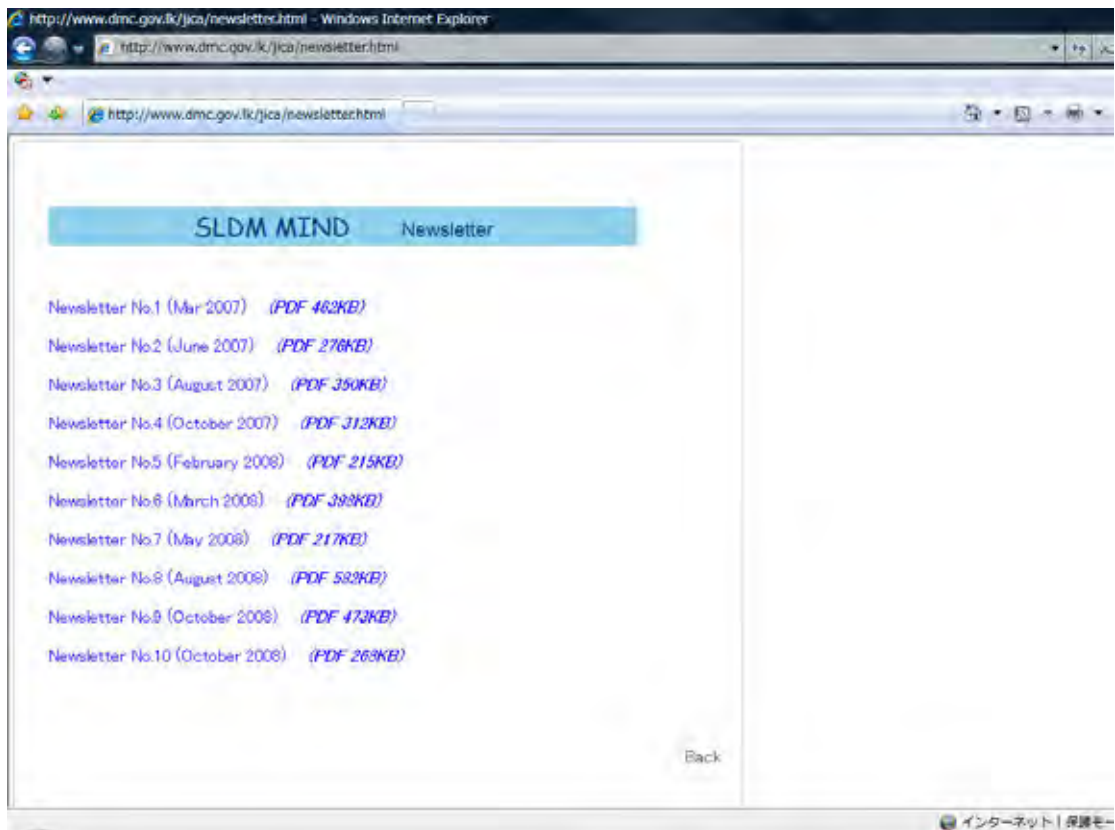 http://www.dmc.gov.lk/jica/newsletter.html - Windows Internet Explorer
http://www.dmc.gov.lk/jica/newsletter.html
http://www.dmc.gov.lk/jica/newsletter.html
SLDM MIND Newsletter
Newsletter No.1 (Mar 2007) (PDF 462KB)
Newsletter No.2 (June 2007) (PDF 276KB)
Newsletter No.3 (August 2007) (PDF 350KB)
Newsletter No.4 (October 2007) (PDF 312KB)
Newsletter No.5 (February 2008) (PDF 215KB)
Newsletter No.6 (March 2008) (PDF 393KB)
Newsletter No.7 (May 2008) (PDF 217KB)
Newsletter No.8 (August 2008) (PDF 592KB)
Newsletter No.9 (October 2008) (PDF 473KB)
Newsletter No.10 (October 2008) (PDF 263KB)
Back
インターネット | 保護モー